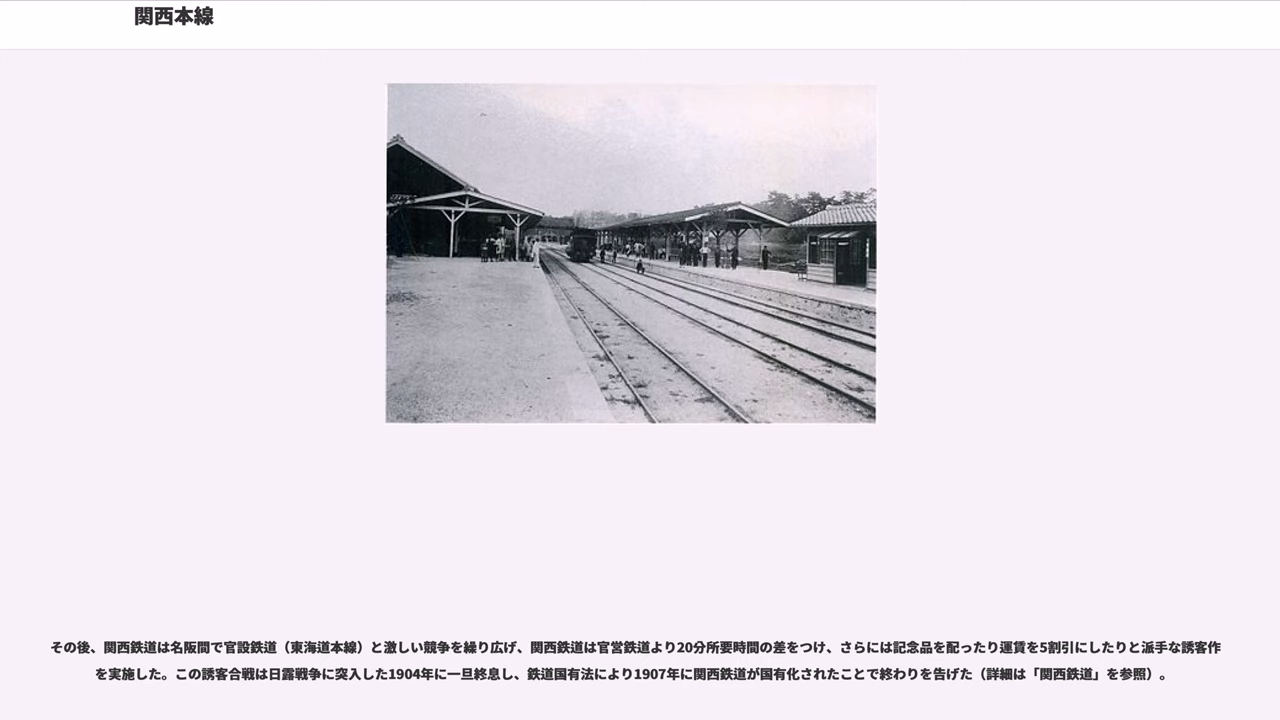 関西本線
その後、関西鉄道は名阪間で官設鉄道（東海道本線）と激しい競争を繰り広げ、関西鉄道は官営鉄道より20分所要時間の差をつけ、さらには記念品を配ったり運賃を5割引にしたりと派手な誘客作
を実施した。この誘客合戦は日露戦争に突入した1904年に一旦終息し、鉄道国有法により1907年に関西鉄道が国有化されたことで終わりを告げた（詳細は「関西鉄道」を参照）。